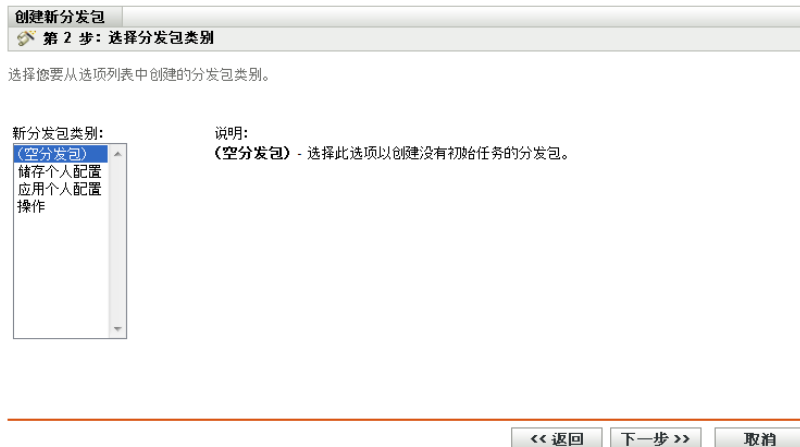 创建新分发包
第 2 步：选择分发包类别
选择您要从选项列表中创建的分发包类别。
新分发包类别:
说明:
(空分发包)
(空分发包) - 选择此选项以创建没有初始任务的分发包。
储存个人配置
应用个人配置
操作
<< 返回
下一步 >>
取消